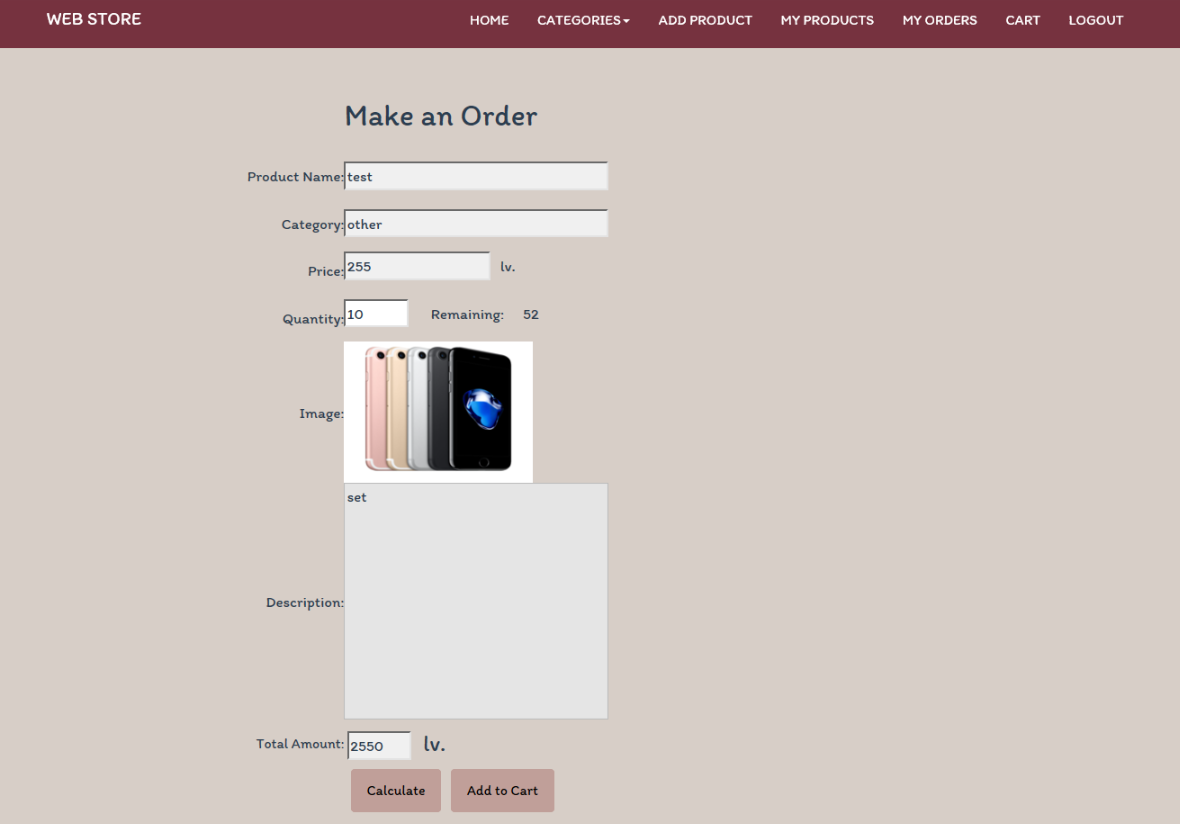 WEB STORE HOME CATEGORIES ADD PRODUCT MY PRODUCTS MY ORDERS CART LOGOUT
Make an Order
Product Name: test
Category: other
Price: 255 lv.
Quantity: 10 Remaining: 52
Image:
set
Description:
Total Amount: 2550 lv.
Calculate Add to Cart